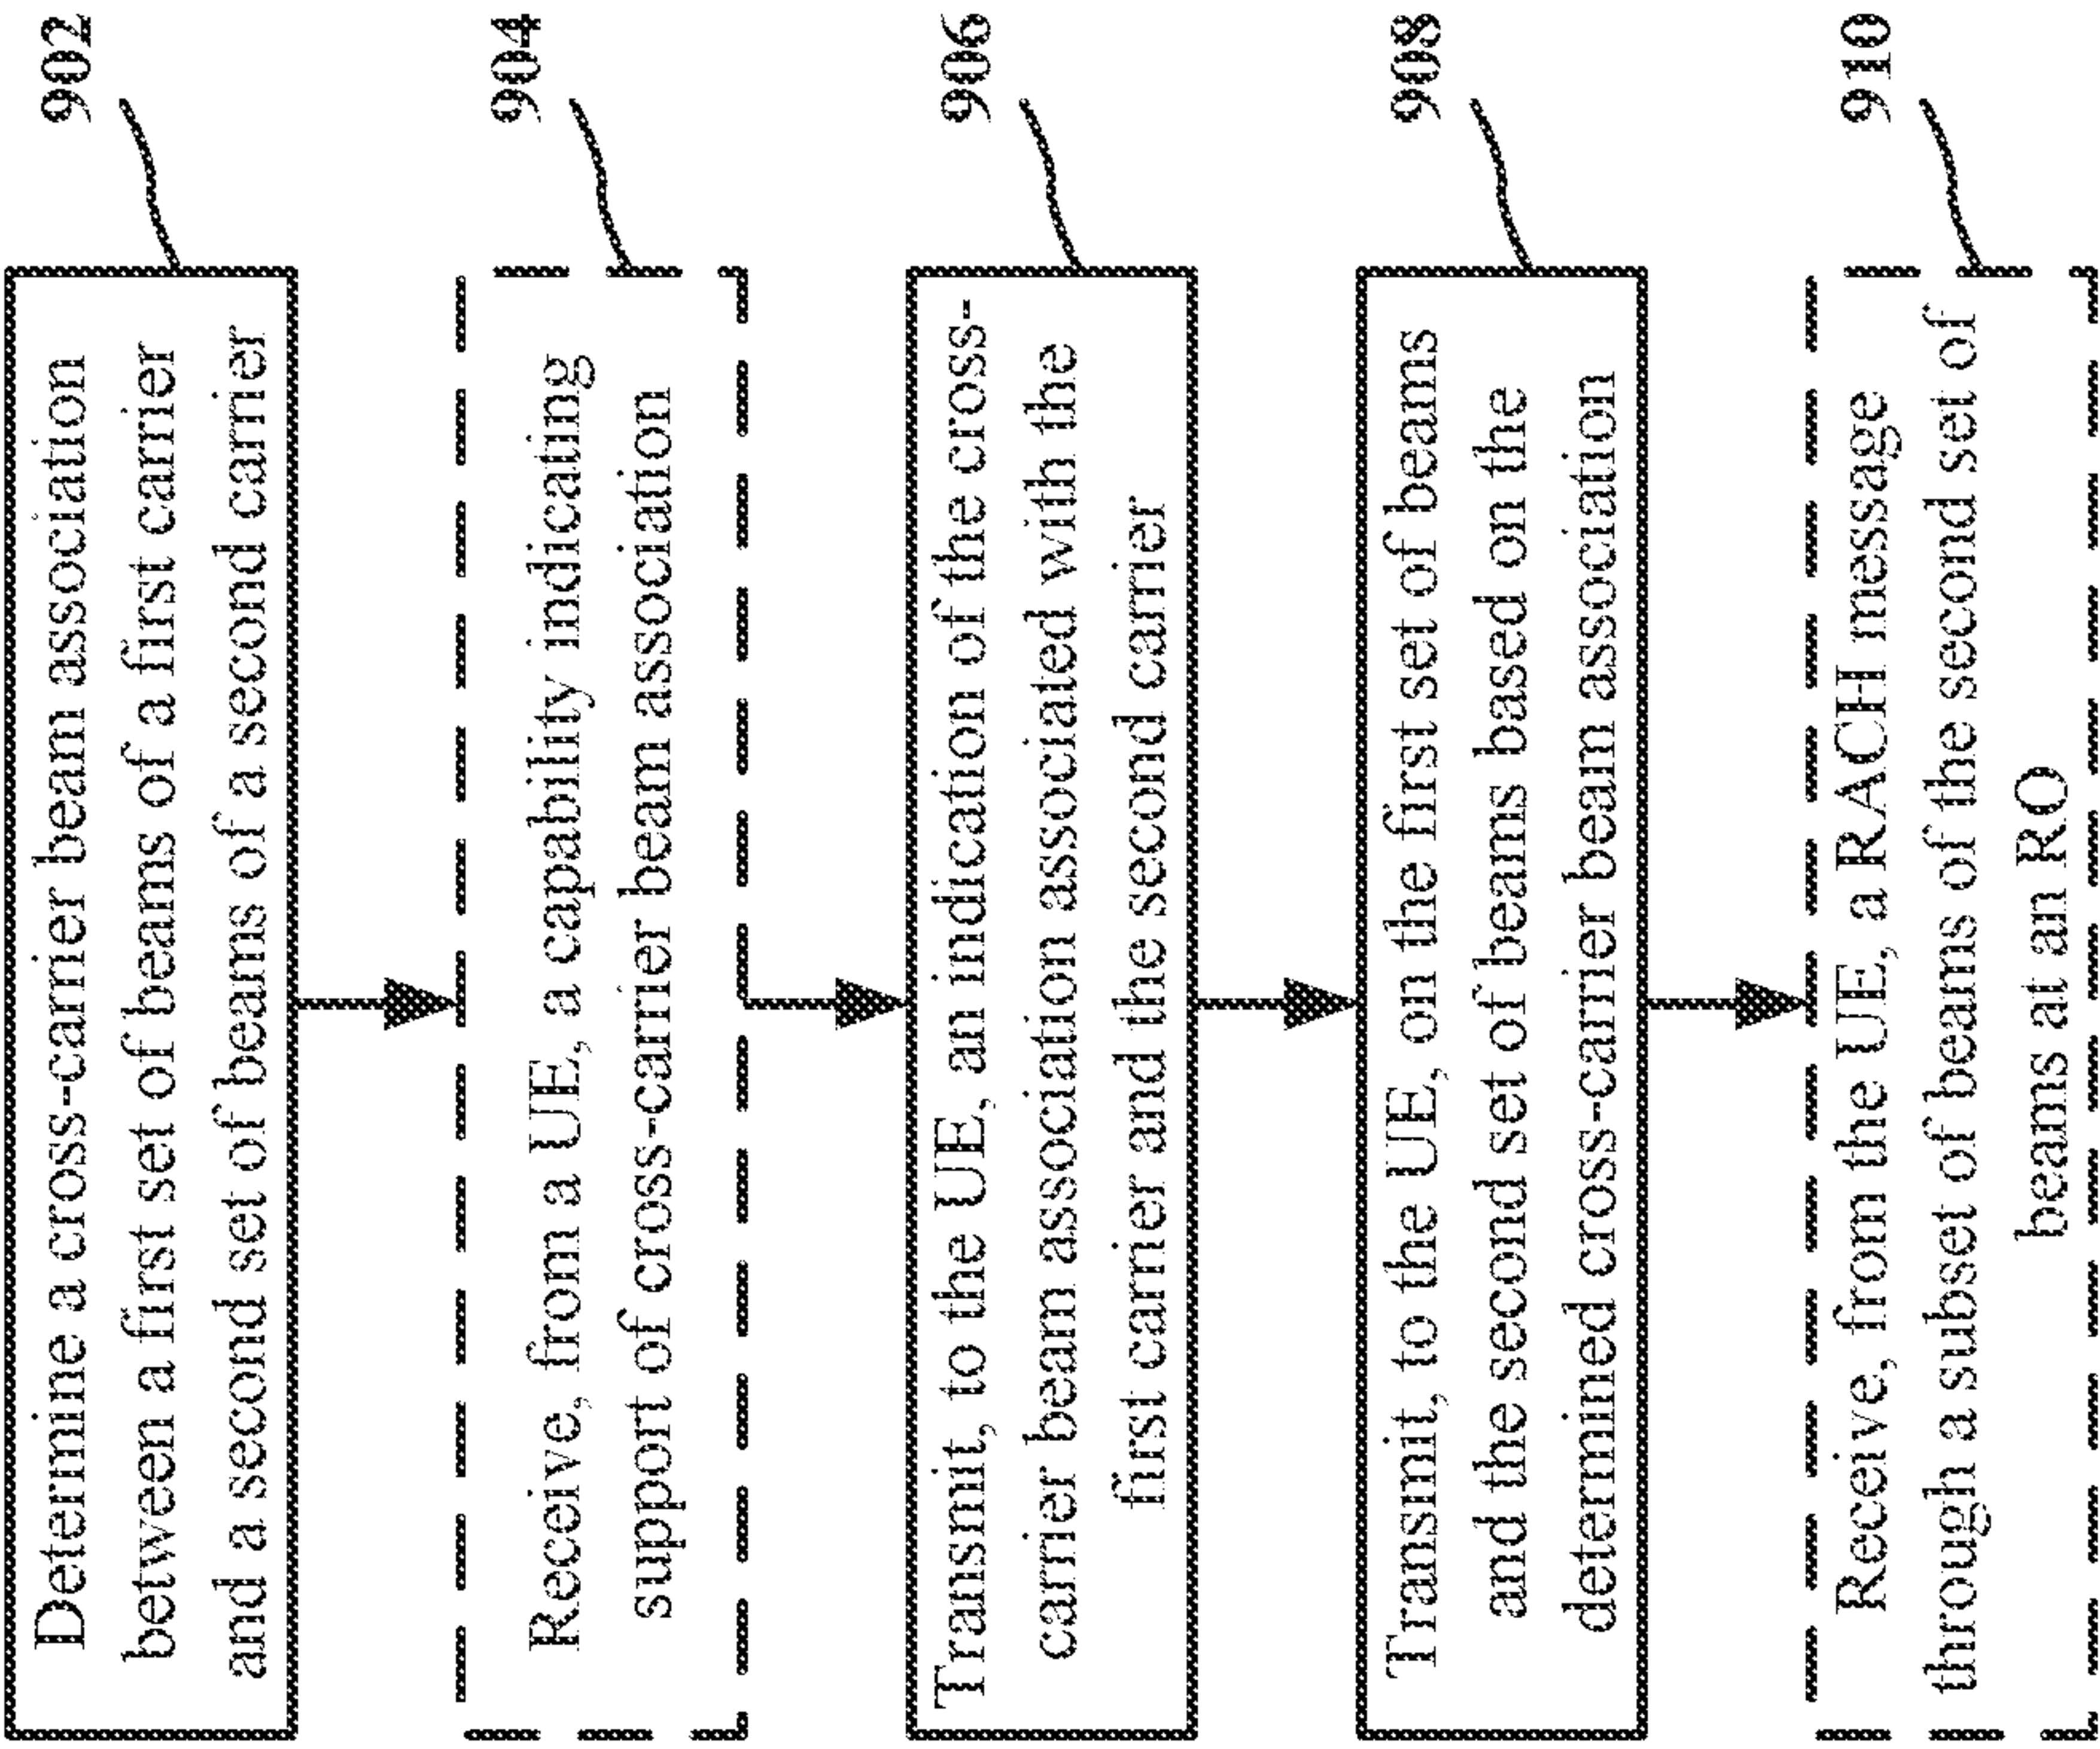 902
Determine a cross-carrier beam association
between a first set of beams of a first carrier
and a second set of beams of a second carrier
904
Receive, from a UE, a capability indicating
support of cross-carrier beam association
906
Transmit, to the UE, an indication of the cross-
carrier beam association associated with the
first carrier and the second carrier
908
Transmit, to the UE, on the first set of beams
and the second set of beams based on the
determined cross-carrier beam association
910
Receive, from the UE, a RACH message
through a subset of beams of the second set of
beams at an RO